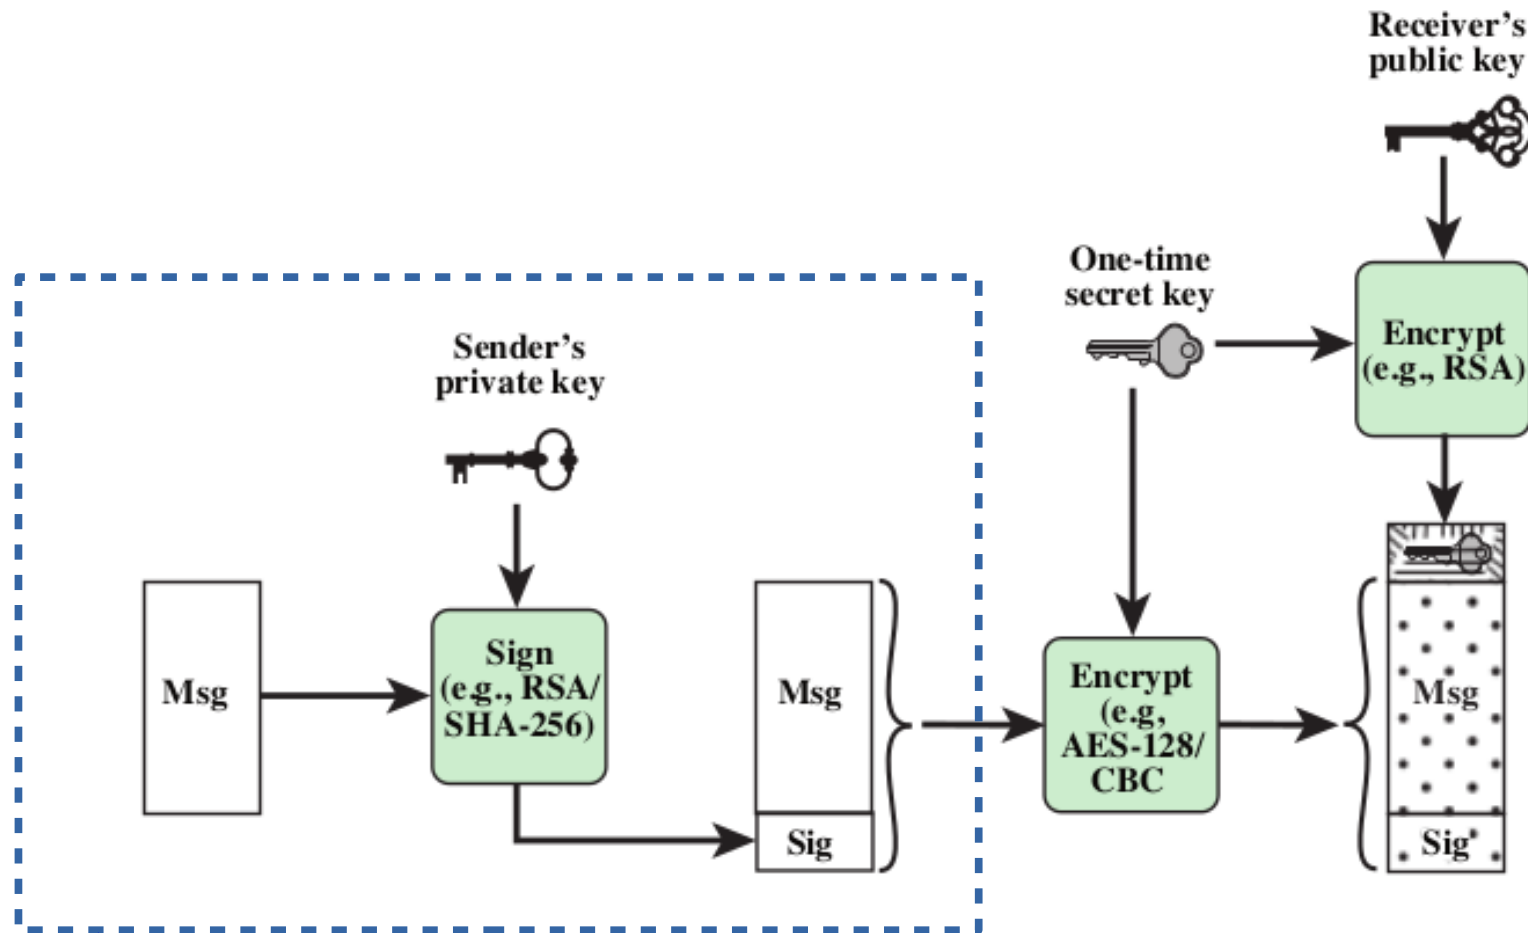 Receiver's
public key
One-time
secret key
Encrypt
(e.g., RSA)
Sender's
private key
Msg
Sign
(e.g., RSA/
SHA-256)
Msg
Sig
Encrypt
(e.g,
AES-128/
CBC
Msg
Sig